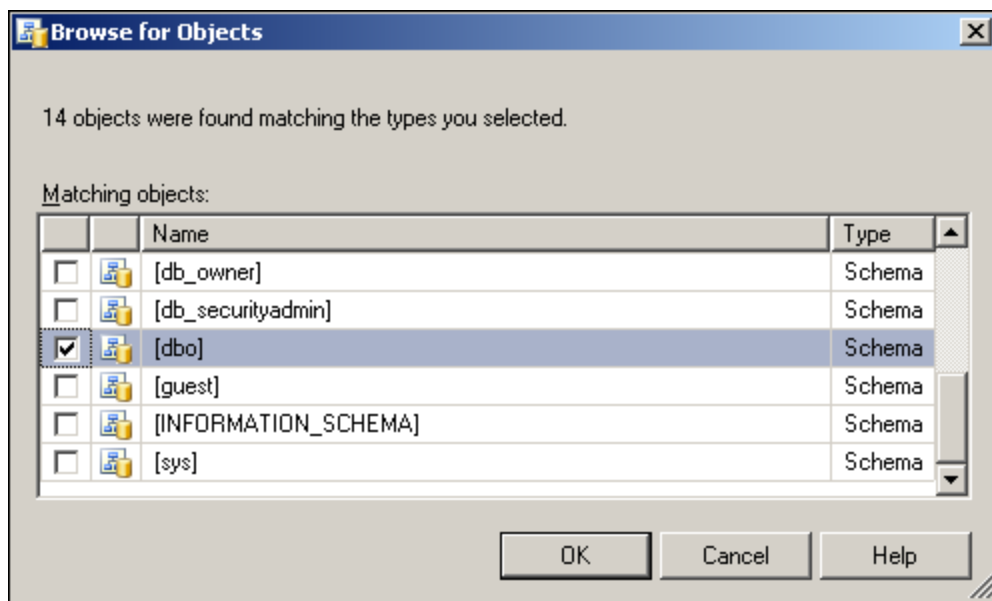 Browse for Objects
14 objects were found matching the types you selected.
Matching objects:
Name Type
[db_owner] Schema
[db_securityadmin] Schema
[dbo] Schema
[guest] Schema
[INFORMATION_SCHEMA] Schema
[sys] Schema
OK Cancel Help